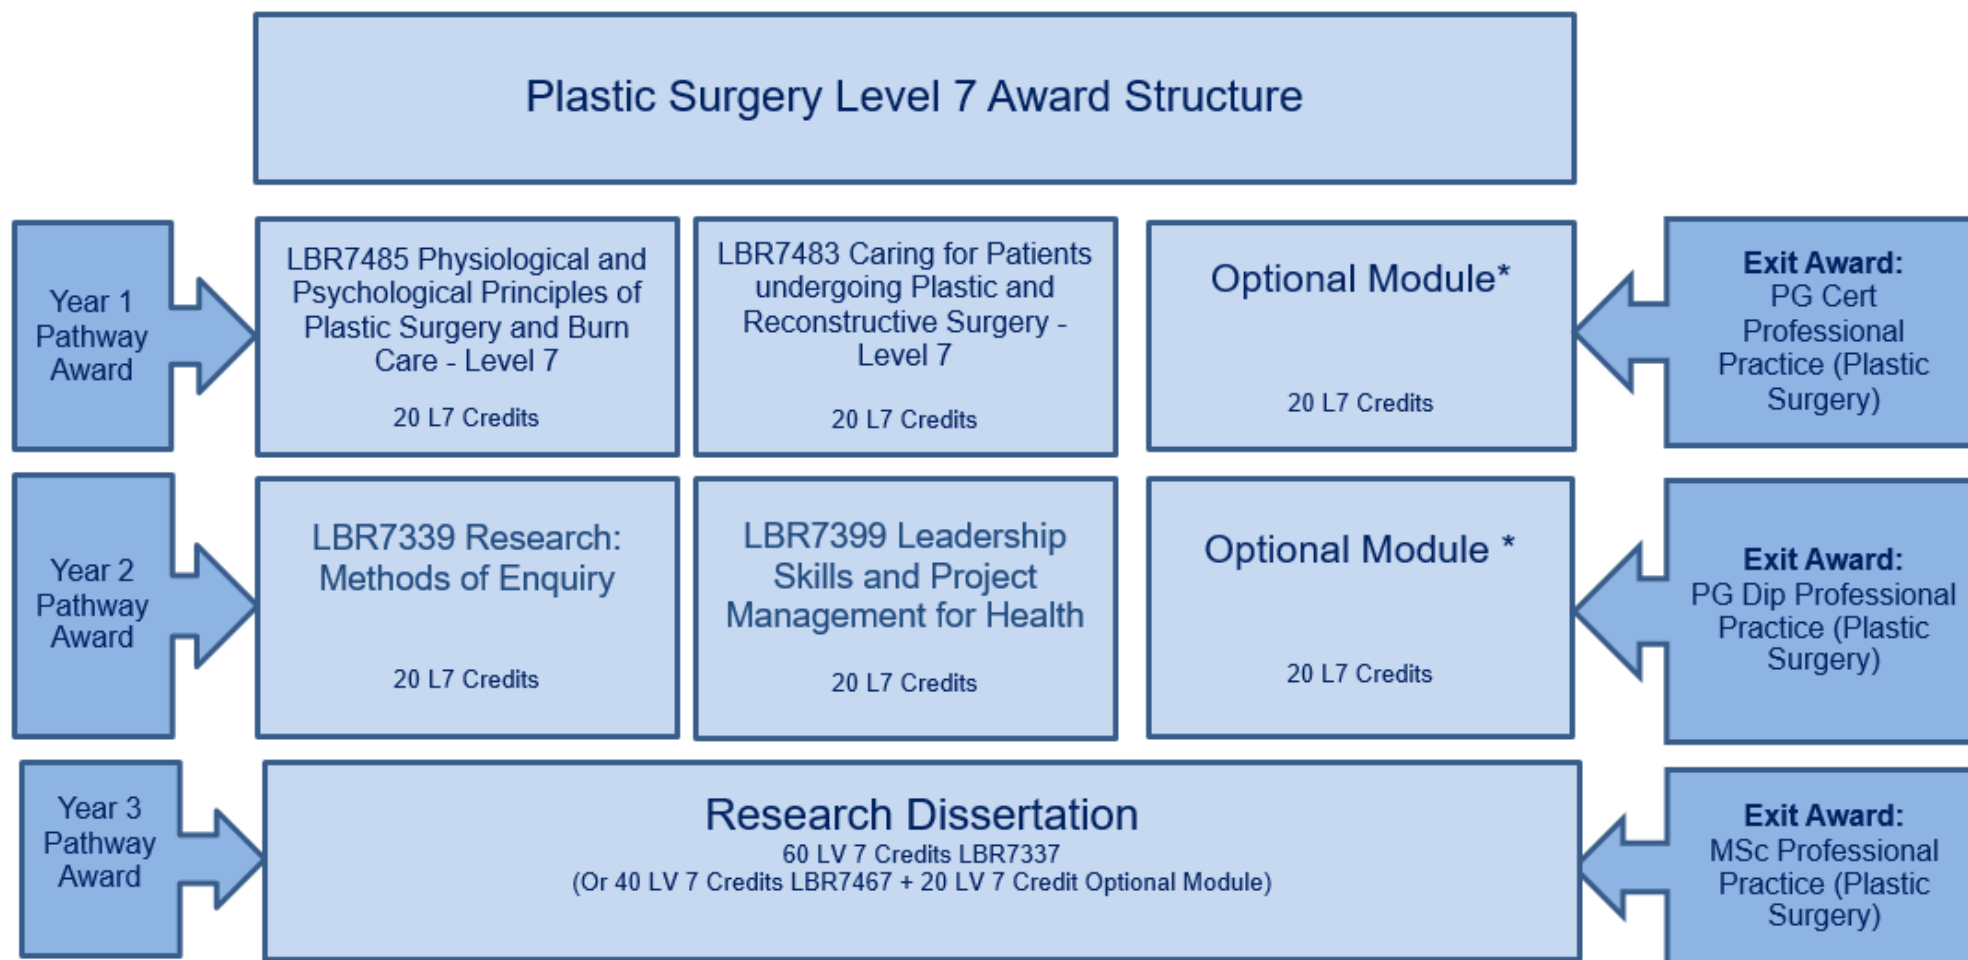 Plastic Surgery Level 7 Award Structure
Year 1
Pathway
Award
LBR7485 Physiological and
Psychological Principles of
Plastic Surgery and Burn
Care - Level 7
20 L7 Credits
LBR7483 Caring for Patients
undergoing Plastic and
Reconstructive Surgery -
Level 7
20 L7 Credits
Optional Module*
20 L7 Credits
Exit Award:
PG Cert
Professional
Practice (Plastic
Surgery)
Year 2
Pathway
Award
LBR7339 Research:
Methods of Enquiry
20 L7 Credits
LBR7399 Leadership
Skills and Project
Management for Health
20 L7 Credits
Optional Module *
20 L7 Credits
Exit Award:
PG Dip Professional
Practice (Plastic
Surgery)
Year 3
Pathway
Award
Research Dissertation
60 LV 7 Credits LBR7337
(Or 40 LV 7 Credits LBR7467 + 20 LV 7 Credit Optional Module)
Exit Award:
MSc Professional
Practice (Plastic
Surgery)